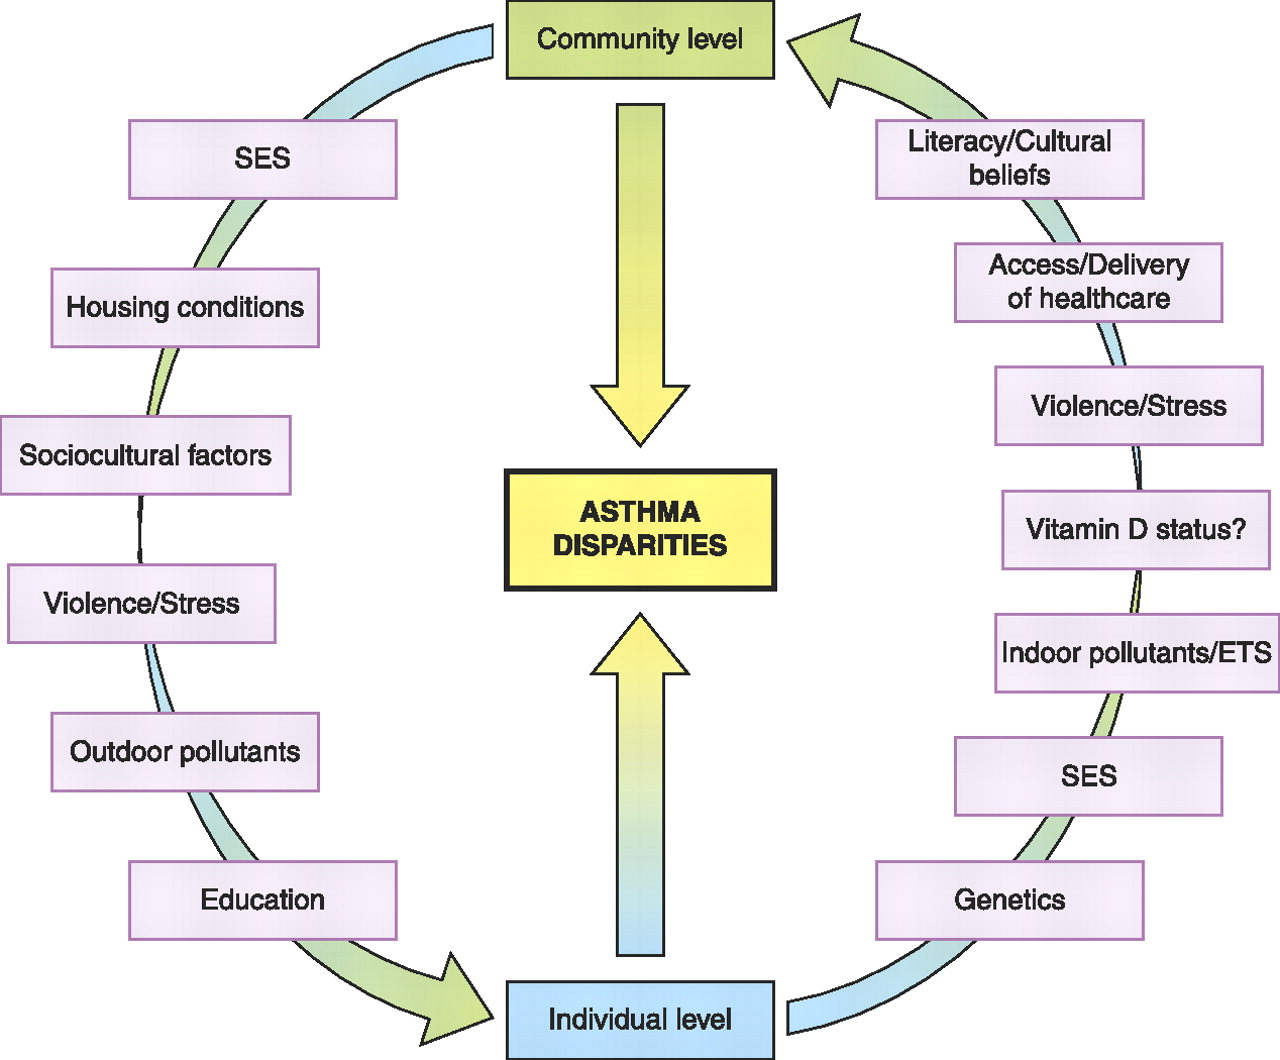 Community level
SES
Housing conditions
Sociocultural factors
Violence/Stress
Outdoor pollutants
Education
ASTHMA
DISPARITIES
Individual level
Literacy/Cultural
beliefs
Access/Delivery
of healthcare
Violence/Stress
Vitamin D status?
Indoor pollutants/ETS
SES
Genetics